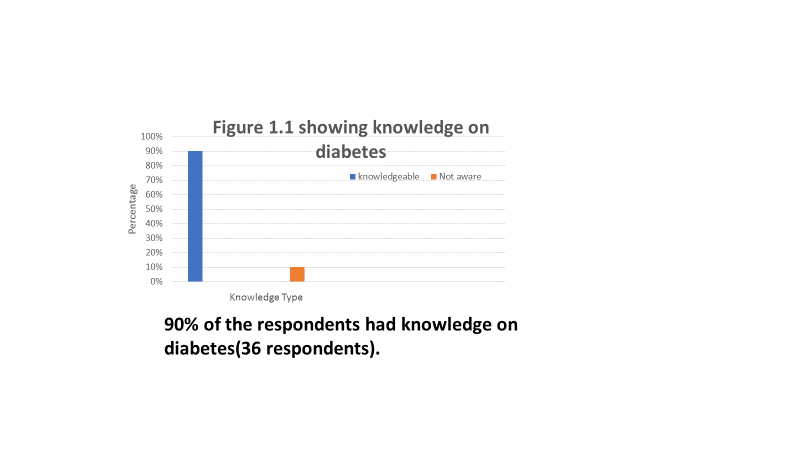 Figure 1.1 showing knowledge on
diabetes
knowledgeable Not aware
100%
90%
80%
70%
60%
50%
40%
30%
20%
10%
0%
Percentage
Knowledge Type
90% of the respondents had knowledge on
diabetes(36 respondents).